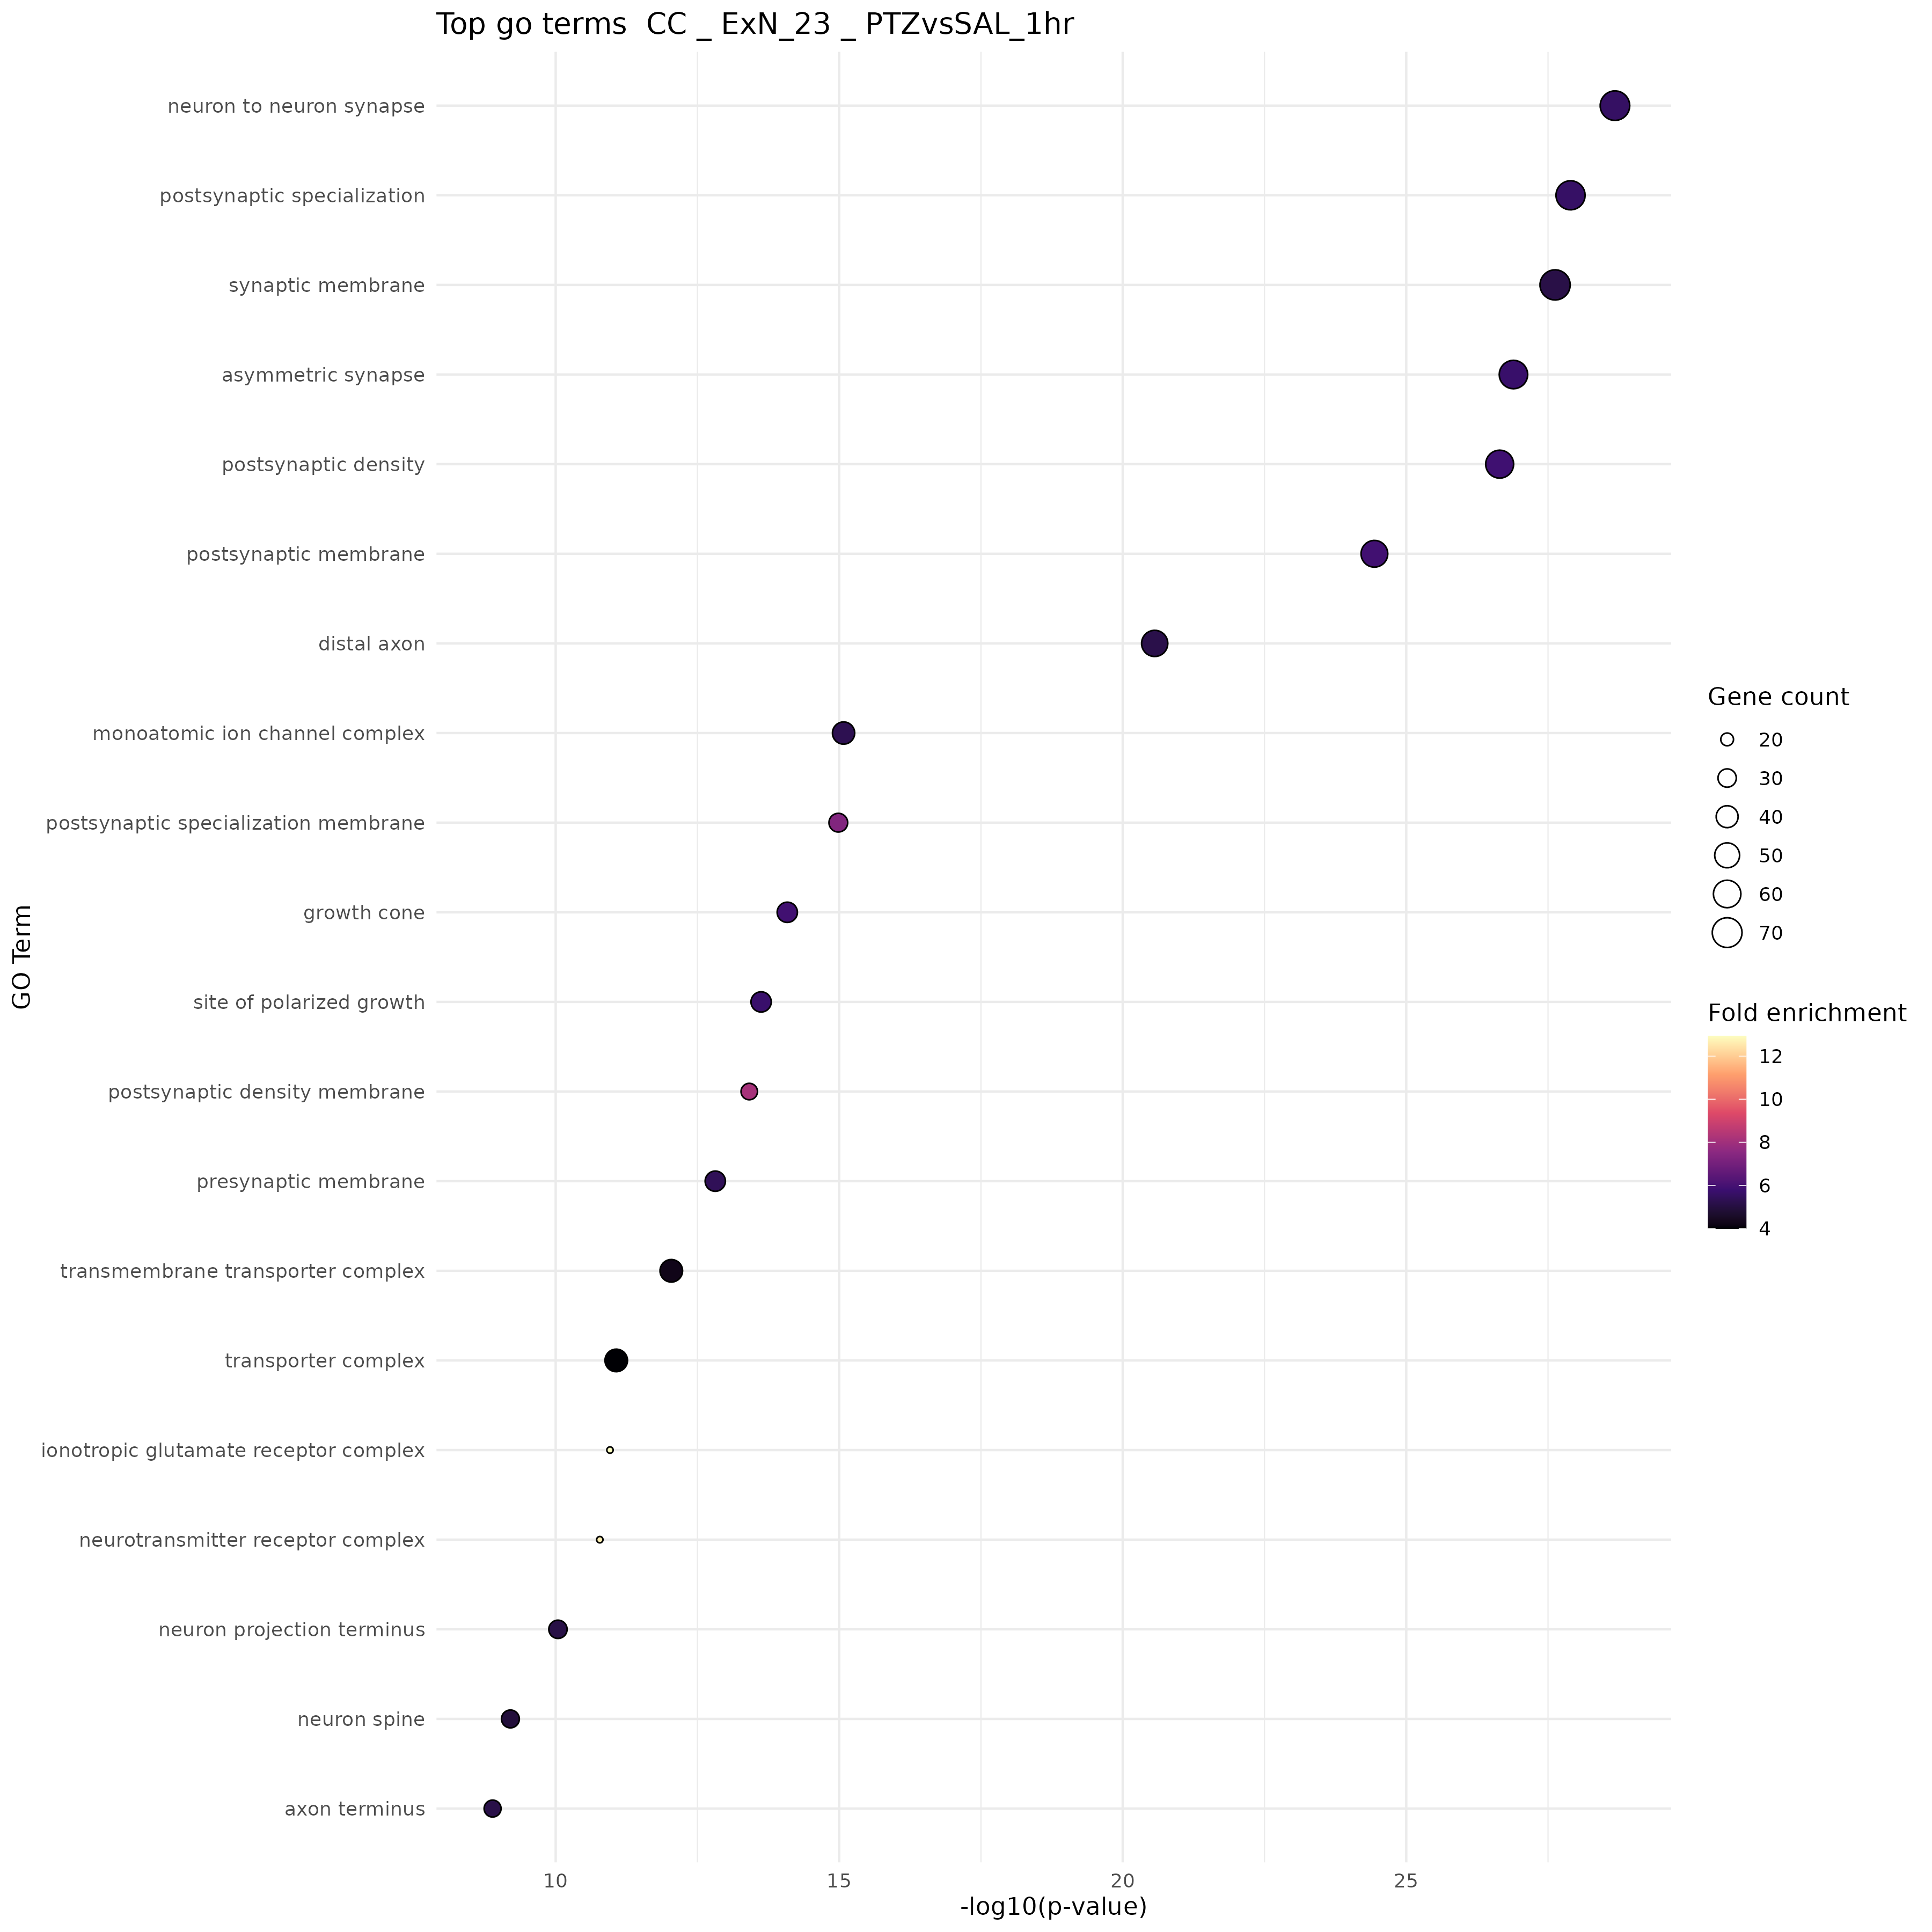 Top go terms  CC _ ExN_23 _ PTZvsSAL_1hr
neuron to neuron synapse
postsynaptic specialization
synaptic membrane
asymmetric synapse
postsynaptic density
postsynaptic membrane
distal axon
monoatomic ion channel complex
postsynaptic specialization membrane
growth cone
site of polarized growth
postsynaptic density membrane
presynaptic membrane
transmembrane transporter complex
transporter complex
ionotropic glutamate receptor complex
neurotransmitter receptor complex
neuron projection terminus
neuron spine
axon terminus
GO Term
10
15
20
25
-log10(p-value)
Gene count
20
30
40
50
60
70
Fold enrichment
12
10
8
6
4